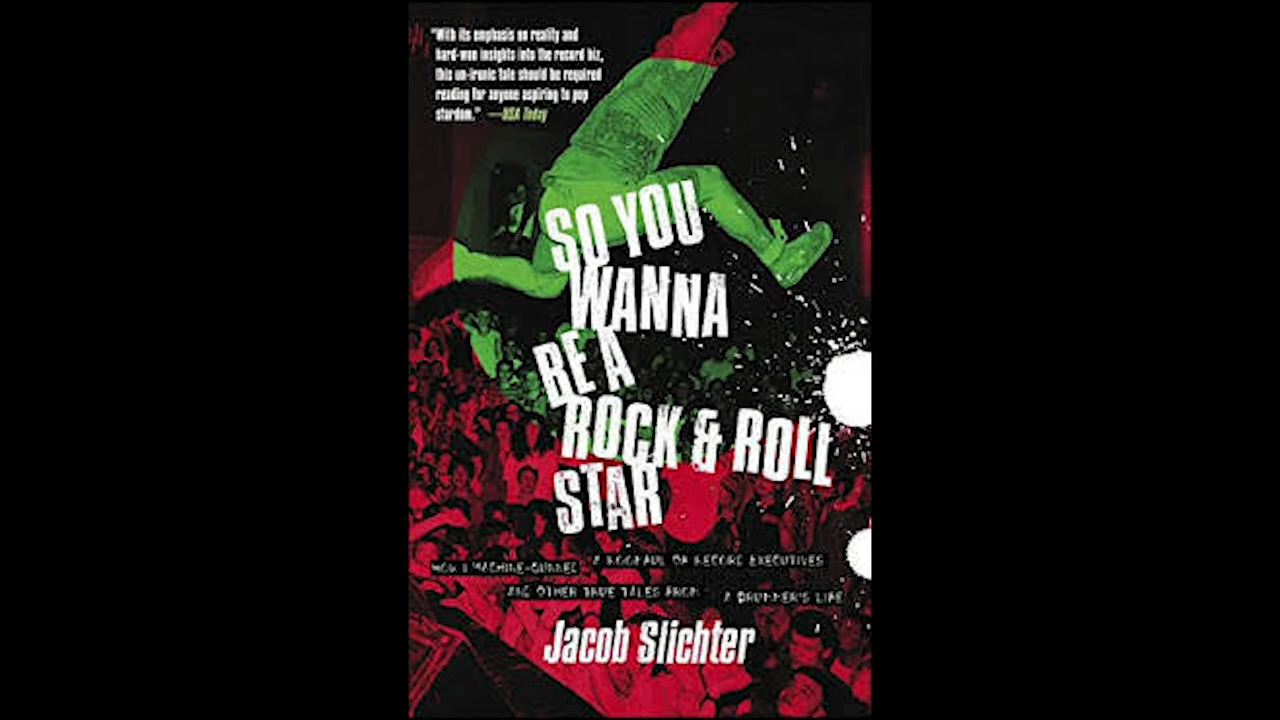 "With its emphasis on reality and
hard-won insights into the record biz,
this un-ironic tale should be required
reading for anyone aspiring to pop
stardom." —USA Today
SO YOU
WANNA
BE A
ROCK & ROLL
STAR
HOW I MACHINE-GUNNED A ROOMFUL OF RECORD EXECUTIVES
AND OTHER TRUE TALES FROM A DRUMMER'S LIFE
Jacob Slichter